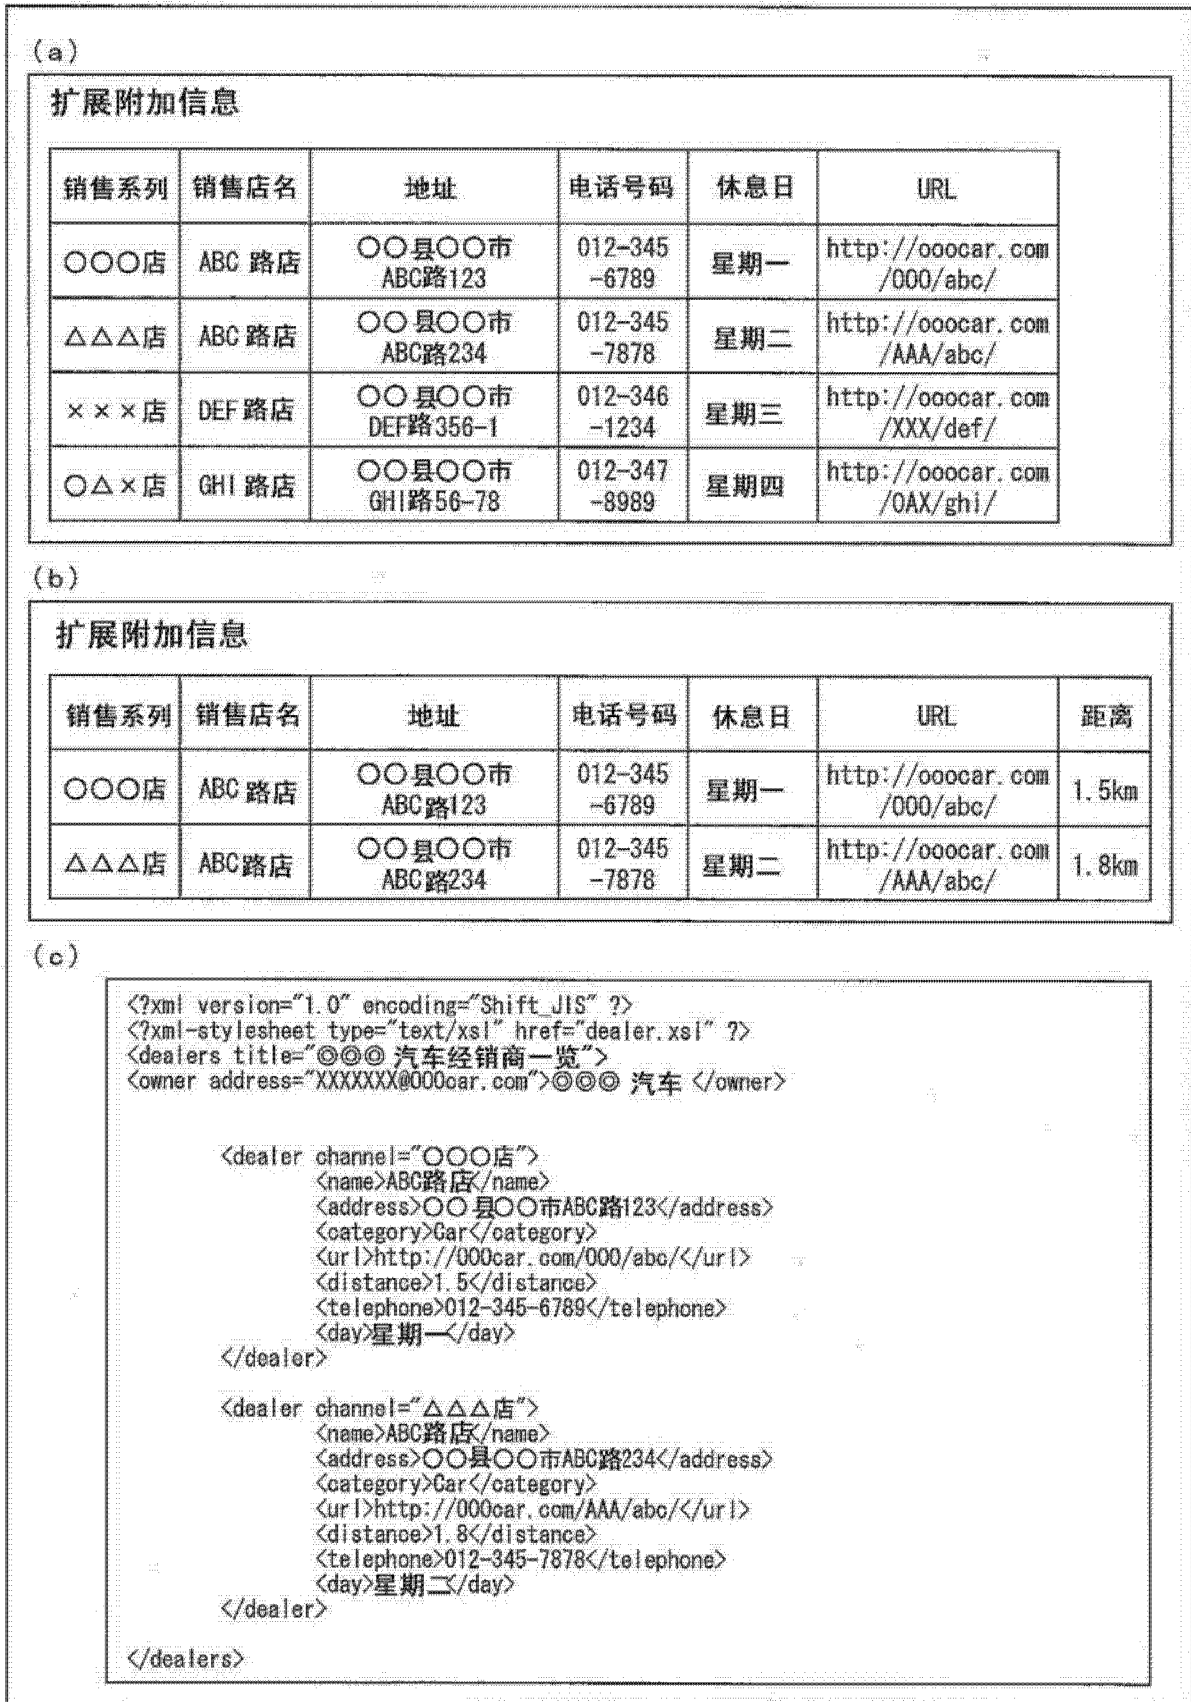 (a)
扩展附加信息
销售系列 销售店名 地址 电话号码 休息日 URL
○○○店 ABC 路店 ○○县○○市 ABC路123 012-345-6789 星期一 http://ooocar.com/000/abc/
△△△店 ABC 路店 ○○县○○市 ABC路234 012-345-7878 星期二 http://ooocar.com/AAA/abc/
×××店 DEF路店 ○○县○○市 DEF路356-1 012-346-1234 星期三 http://ooocar.com/XXX/def/
○△×店 GHI 路店 ○○县○○市 GHI路56-78 012-347-8989 星期四 http://ooocar.com/0AX/ghi/
(b)
扩展附加信息
销售系列 销售店名 地址 电话号码 休息日 URL 距离
○○○店 ABC 路店 ○○县○○市 ABC路123 012-345-6789 星期一 http://ooocar.com/000/abc/ 1.5km
△△△店 ABC路店 ○○县○○市 ABC路234 012-345-7878 星期二 http://ooocar.com/AAA/abc/ 1.8km
(c)
<?xml version="1.0" encoding="Shift_JIS" ?>
<?xml-stylesheet type="text/xsl" href="dealer.xsl" ?>
<dealers title="◎◎◎ 汽车经销商一览">
<owner address="XXXXXXX@000car.com">◎◎◎ 汽车 </owner>
<dealer channel="○○○店">
<name>ABC路店</name>
<address>○○县○○市ABC路123</address>
<category>Car</category>
<url>http://000car.com/000/abc/</url>
<distance>1.5</distance>
<telephone>012-345-6789</telephone>
<day>星期一</day>
</dealer>
<dealer channel="△△△店">
<name>ABC路店</name>
<address>○○县○○市ABC路234</address>
<category>Car</category>
<url>http://000car.com/AAA/abc/</url>
<distance>1.8</distance>
<telephone>012-345-7878</telephone>
<day>星期二</day>
</dealer>
</dealers>